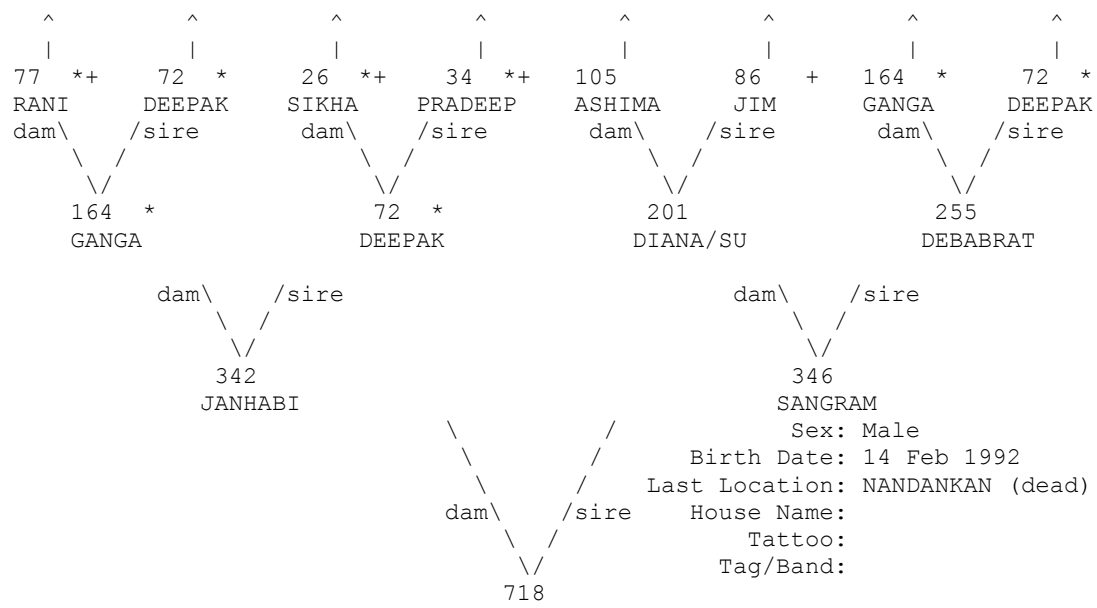 ^ ^ ^ ^ ^ ^ ^ ^
| | | | | | | |
77 *+ 72 * 26 *+ 34 *+ 105 86 + 164 * 72 *
RANI DEEPAK SIKHA PRADEEP ASHIMA JIM GANGA DEEPAK
dam\ /sire dam\ /sire dam\ /sire dam\ /sire
\ / \ / \ / \ /
\/ \/ \/ \/
164 * 72 * 201 255
GANGA DEEPAK DIANA/SU DEBABRAT
dam\ /sire dam\ /sire
\ / \ /
\/ \/
342 346
JANHABI SANGRAM
\ / Sex: Male
\ / Birth Date: 14 Feb 1992
\ / Last Location: NANDANKAN (dead)
dam\ /sire House Name:
\ / Tattoo:
\/ Tag/Band:
718